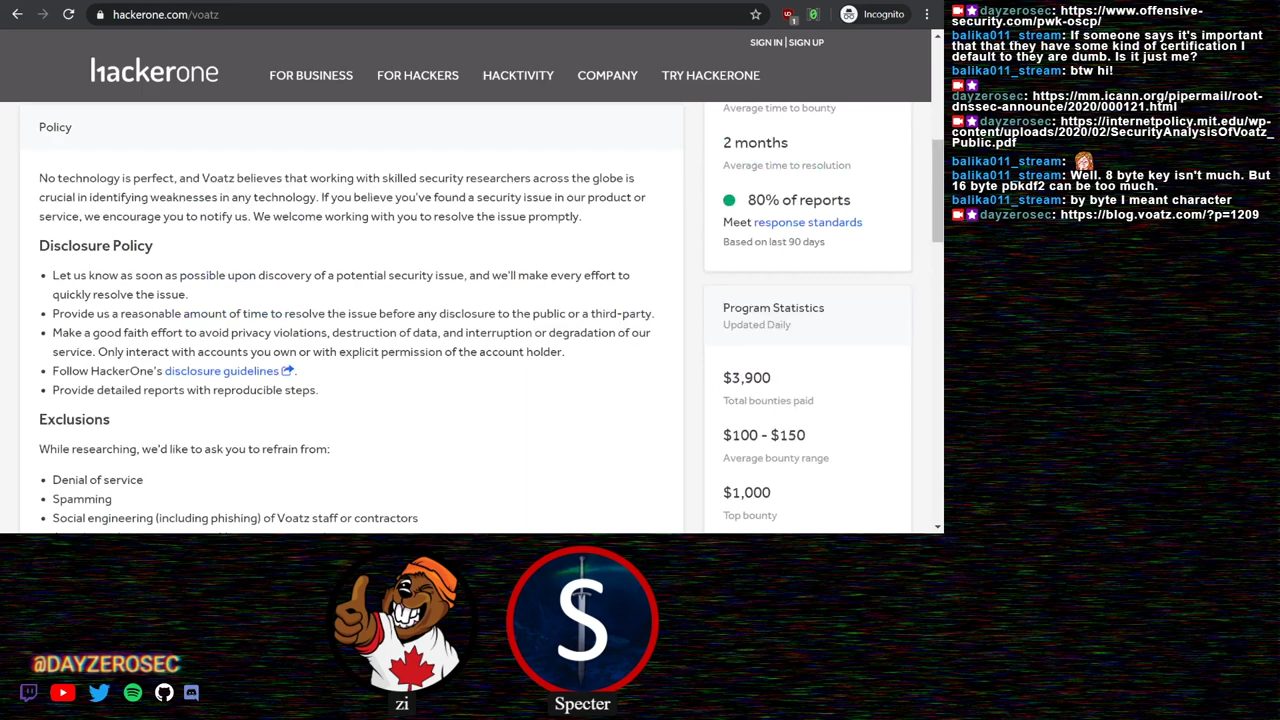 hackerone.com/voatz
1
Incognito
SIGN IN | SIGN UP
hackerone
FOR BUSINESS
FOR HACKERS
HACKTIVITY
COMPANY
TRY HACKERONE
Policy
No technology is perfect, and Voatz believes that working with skilled security researchers across the globe is
crucial in identifying weaknesses in any technology. If you believe you've found a security issue in our product or
service, we encourage you to notify us. We welcome working with you to resolve the issue promptly.
Disclosure Policy
• Let us know as soon as possible upon discovery of a potential security issue, and we'll make every effort to
quickly resolve the issue.
• Provide us a reasonable amount of time to resolve the issue before any disclosure to the public or a third-party.
• Make a good faith effort to avoid privacy violations, destruction of data, and interruption or degradation of our
service. Only interact with accounts you own or with explicit permission of the account holder.
• Follow HackerOne's disclosure guidelines .
• Provide detailed reports with reproducible steps.
Exclusions
While researching, we'd like to ask you to refrain from:
• Denial of service
• Spamming
• Social engineering (including phishing) of Voatz staff or contractors
Average time to bounty
2 months
Average time to resolution
80% of reports
Meet response standards
Based on last 90 days
Program Statistics
Updated Daily
$3,900
Total bounties paid
$100 - $150
Average bounty range
$1,000
Top bounty
dayzerosec: https://www.offensive-
security.com/pwk-oscp/
balika011_stream: If someone says it's important
that that they have some kind of certification I
default to they are dumb. Is it just me?
balika011_stream: btw hi!
dayzerosec: https://mm.icann.org/pipermail/root-
dnssec-announce/2020/000121.html
dayzerosec: https://internetpolicy.mit.edu/wp-
content/uploads/2020/02/SecurityAnalysisOfVoatz_
Public.pdf
balika011_stream:
balika011_stream: Well. 8 byte key isn't much. But
16 byte pbkdf2 can be too much.
balika011_stream: by byte I meant character
dayzerosec: https://blog.voatz.com/?p=1209
@DAYZEROSEC
zi
S
Specter